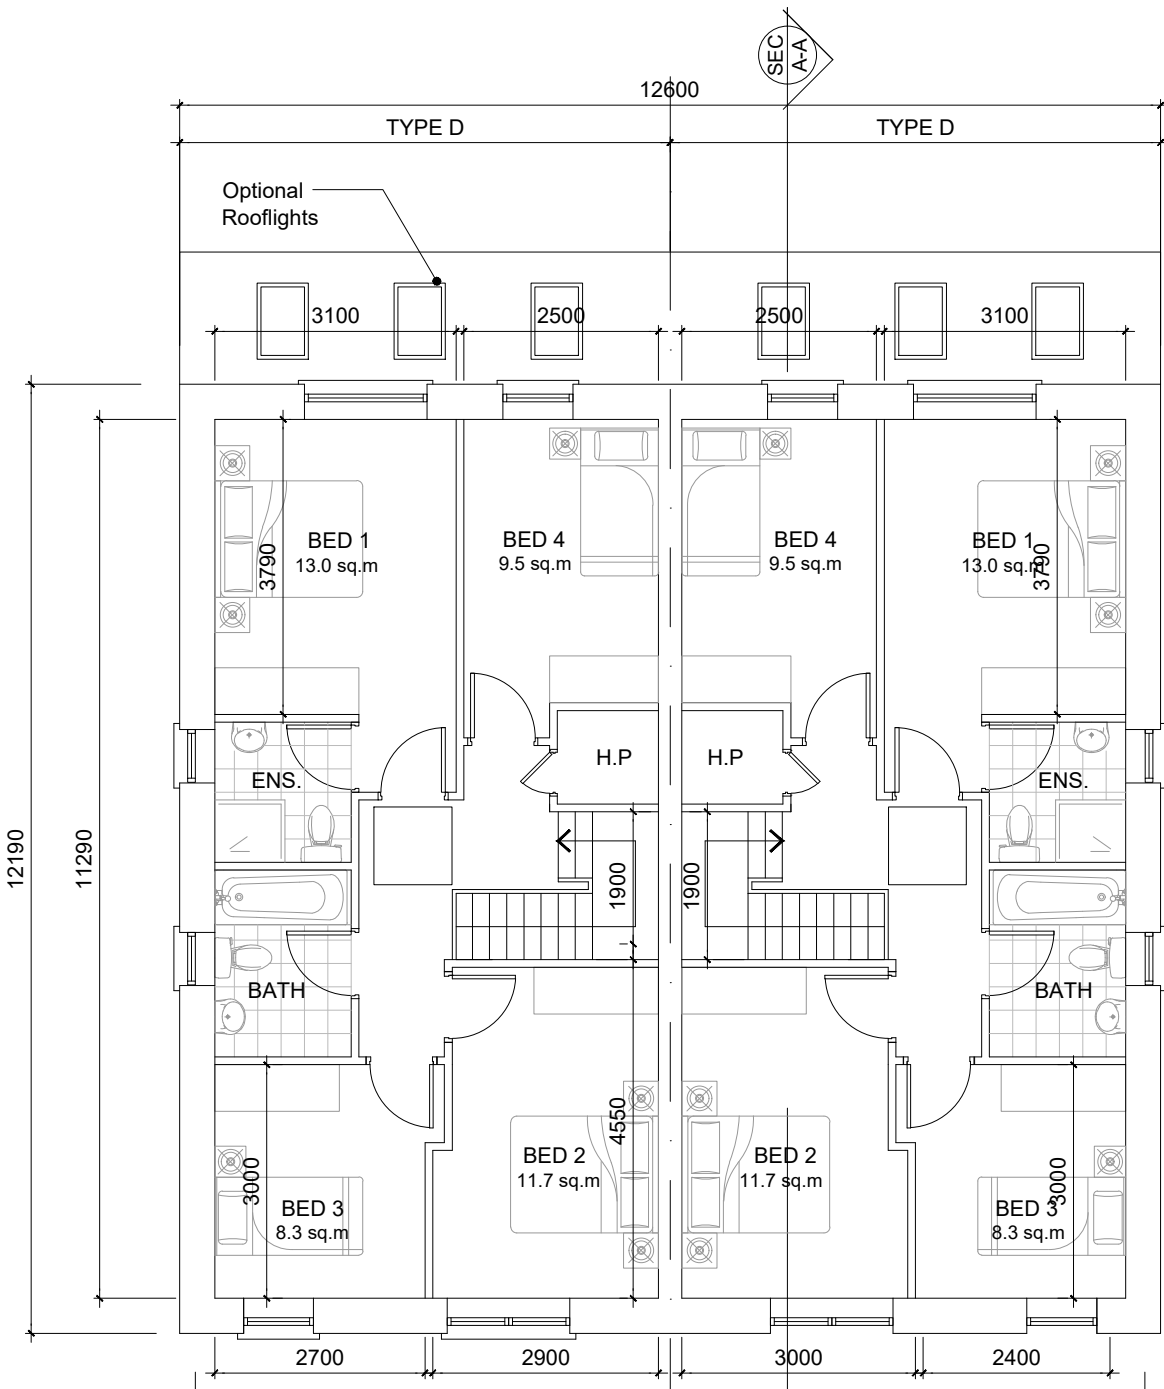 SEC
A-A
12600
TYPE D
TYPE D
Optional
Rooflights
3100
2500
2500
3100
BED 1
13.0 sq.m
3790
BED 4
9.5 sq.m
BED 4
9.5 sq.m
BED 1
13.0 sq.m
3790
H.P
H.P
ENS.
ENS.
12190
11290
1900
1900
BATH
BATH
4550
BED 2
11.7 sq.m
BED 2
11.7 sq.m
3000
BED 3
8.3 sq.m
3000
BED 3
8.3 sq.m
2700
2900
3000
2400